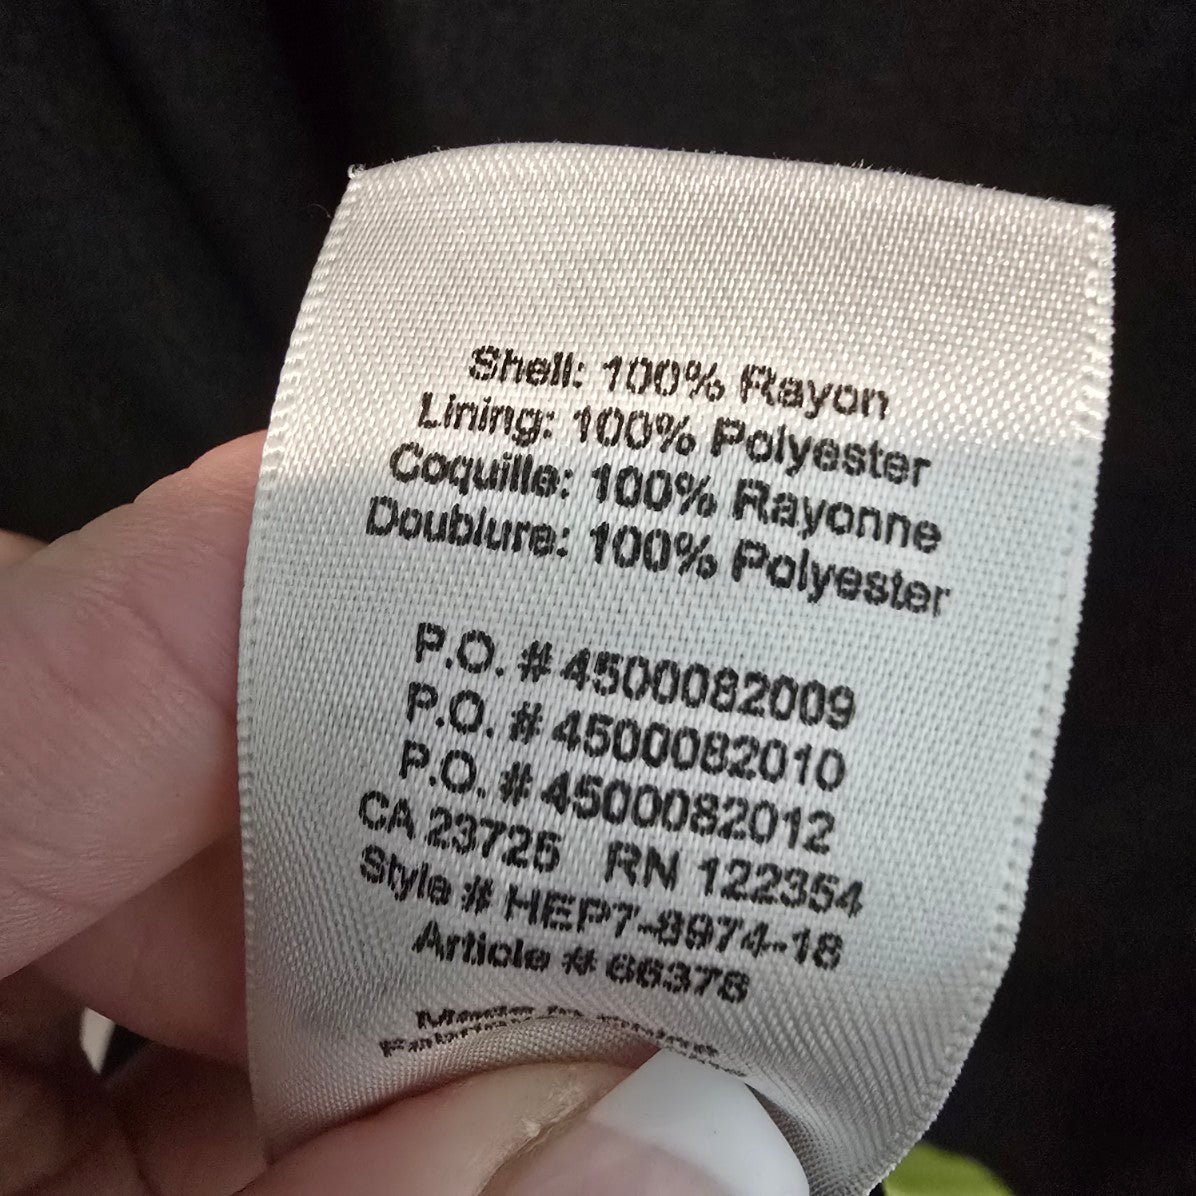 Shell: 100% Rayon
Lining: 100% Polyester
Coquille: 100% Rayonne
Doublure: 100% Polyester
P.O. # 4500082009
P.O. # 4500082010
P.O. # 4500082012
CA 23725 RN 122354
Style # HEP7-8974-18
Article # 66378
Made